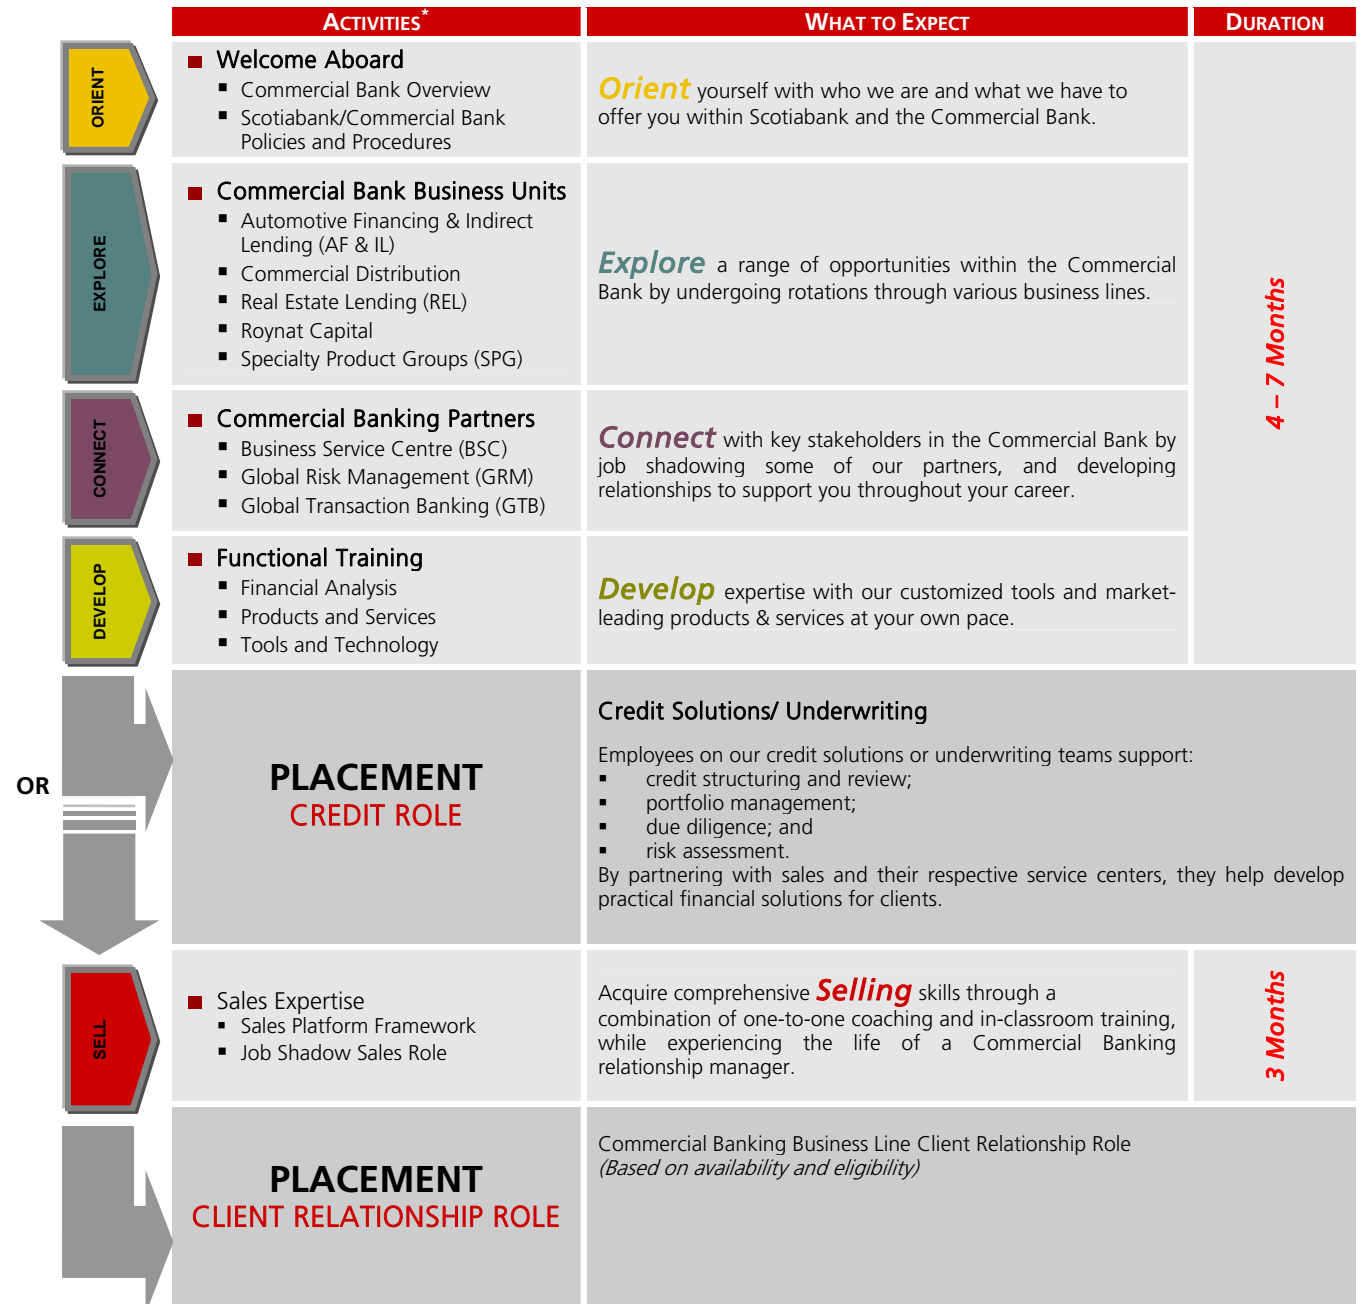 ACTIVITIES*
WHAT TO EXPECT
DURATION
ORIENT
Welcome Aboard
Commercial Bank Overview
Scotiabank/Commercial Bank
Policies and Procedures
Orient yourself with who we are and what we have to
offer you within Scotiabank and the Commercial Bank.
4 – 7 Months
EXPLORE
Commercial Bank Business Units
Automotive Financing & Indirect
Lending (AF & IL)
Commercial Distribution
Real Estate Lending (REL)
Roynat Capital
Specialty Product Groups (SPG)
Explore a range of opportunities within the Commercial
Bank by undergoing rotations through various business lines.
CONNECT
Commercial Banking Partners
Business Service Centre (BSC)
Global Risk Management (GRM)
Global Transaction Banking (GTB)
Connect with key stakeholders in the Commercial Bank by
job shadowing some of our partners, and developing
relationships to support you throughout your career.
DEVELOP
Functional Training
Financial Analysis
Products and Services
Tools and Technology
Develop expertise with our customized tools and market-
leading products & services at your own pace.
OR
PLACEMENT
CREDIT ROLE
Credit Solutions/ Underwriting
Employees on our credit solutions or underwriting teams support:
credit structuring and review;
portfolio management;
due diligence; and
risk assessment.
By partnering with sales and their respective service centers, they help develop
practical financial solutions for clients.
SELL
Sales Expertise
Sales Platform Framework
Job Shadow Sales Role
Acquire comprehensive Selling skills through a
combination of one-to-one coaching and in-classroom training,
while experiencing the life of a Commercial Banking
relationship manager.
3 Months
PLACEMENT
CLIENT RELATIONSHIP ROLE
Commercial Banking Business Line Client Relationship Role
(Based on availability and eligibility)